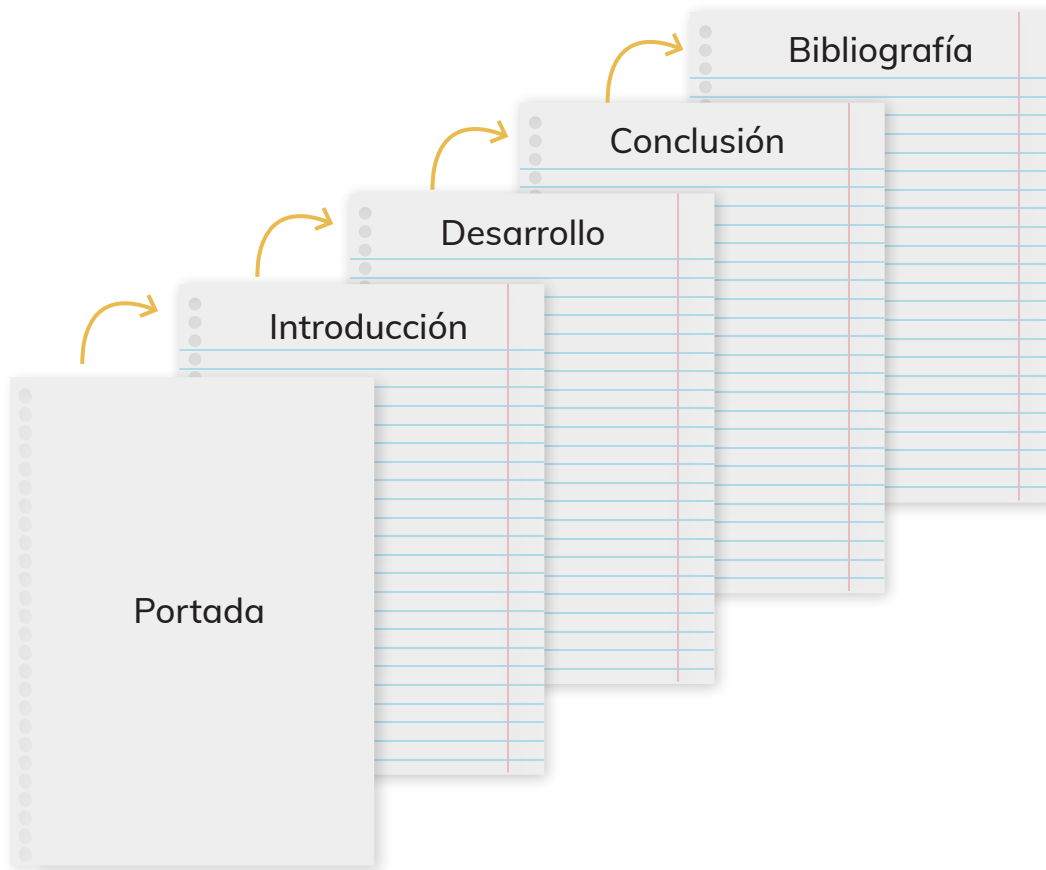 Bibliografía
Conclusión
Desarrollo
Introducción
Portada